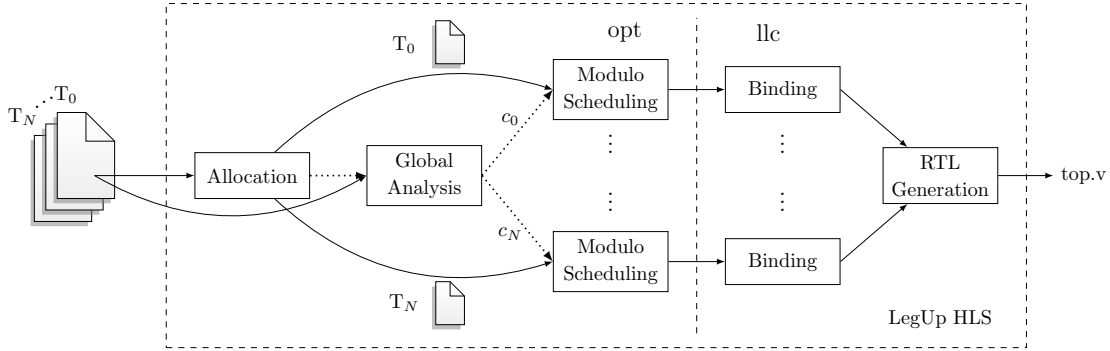 opt
llc
T0
T0
TN
Modulo
Scheduling
Binding
c0
Allocation
Global
Analysis
RTL
Generation
top.v
cN
Modulo
Scheduling
Binding
TN
LegUp HLS